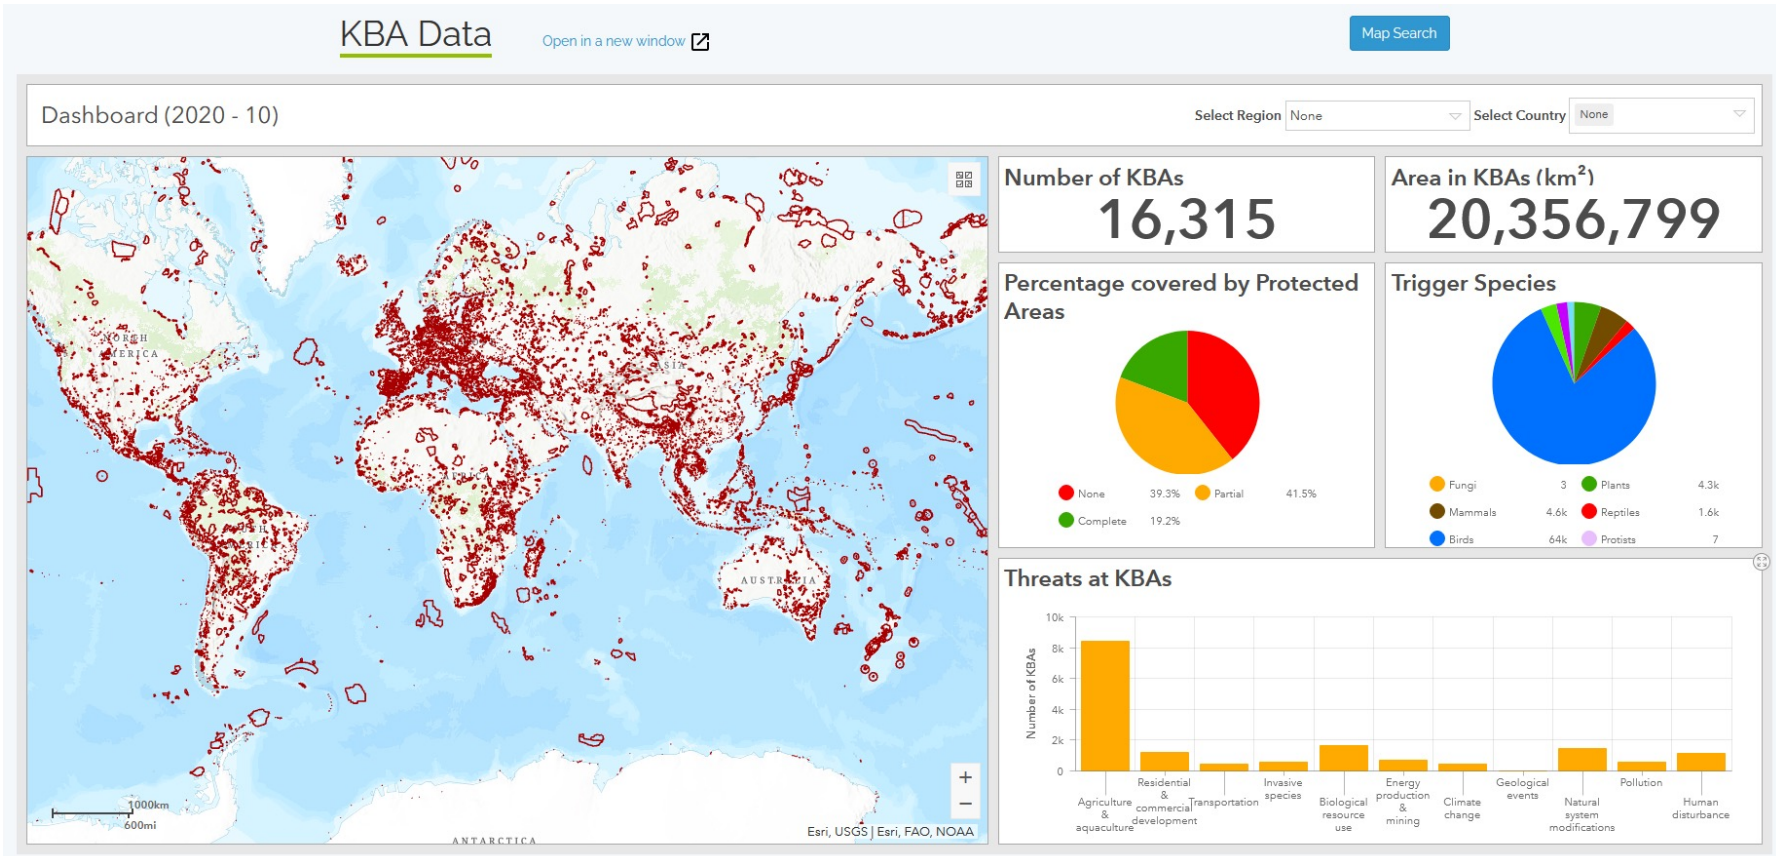 KBA Data
Open in a new window
Map Search
Dashboard (2020 - 10)
Select Region
None
Select Country
None
NORTH
AMERICA
ASIA
AFRICA
SOUTH
AMERICA
AUSTRALIA
ANTARCTICA
1000km
600mi
Esri, USGS | Esri, FAO, NOAA
+
−
Number of KBAs
16,315
Area in KBAs (km²)
20,356,799
Percentage covered by Protected
Areas
None 39.3%
Partial 41.5%
Complete 19.2%
Trigger Species
Fungi 3
Plants 4.3k
Mammals 4.6k
Reptiles 1.6k
Birds 64k
Protists 7
Threats at KBAs
Number of KBAs
10k
8k
6k
4k
2k
0
Agriculture
&
aquaculture
Residential
&
commercial
development
Transportation
Invasive
species
Biological
resource
use
Energy
production
&
mining
Climate
change
Geological
events
Natural
system
modifications
Pollution
Human
disturbance